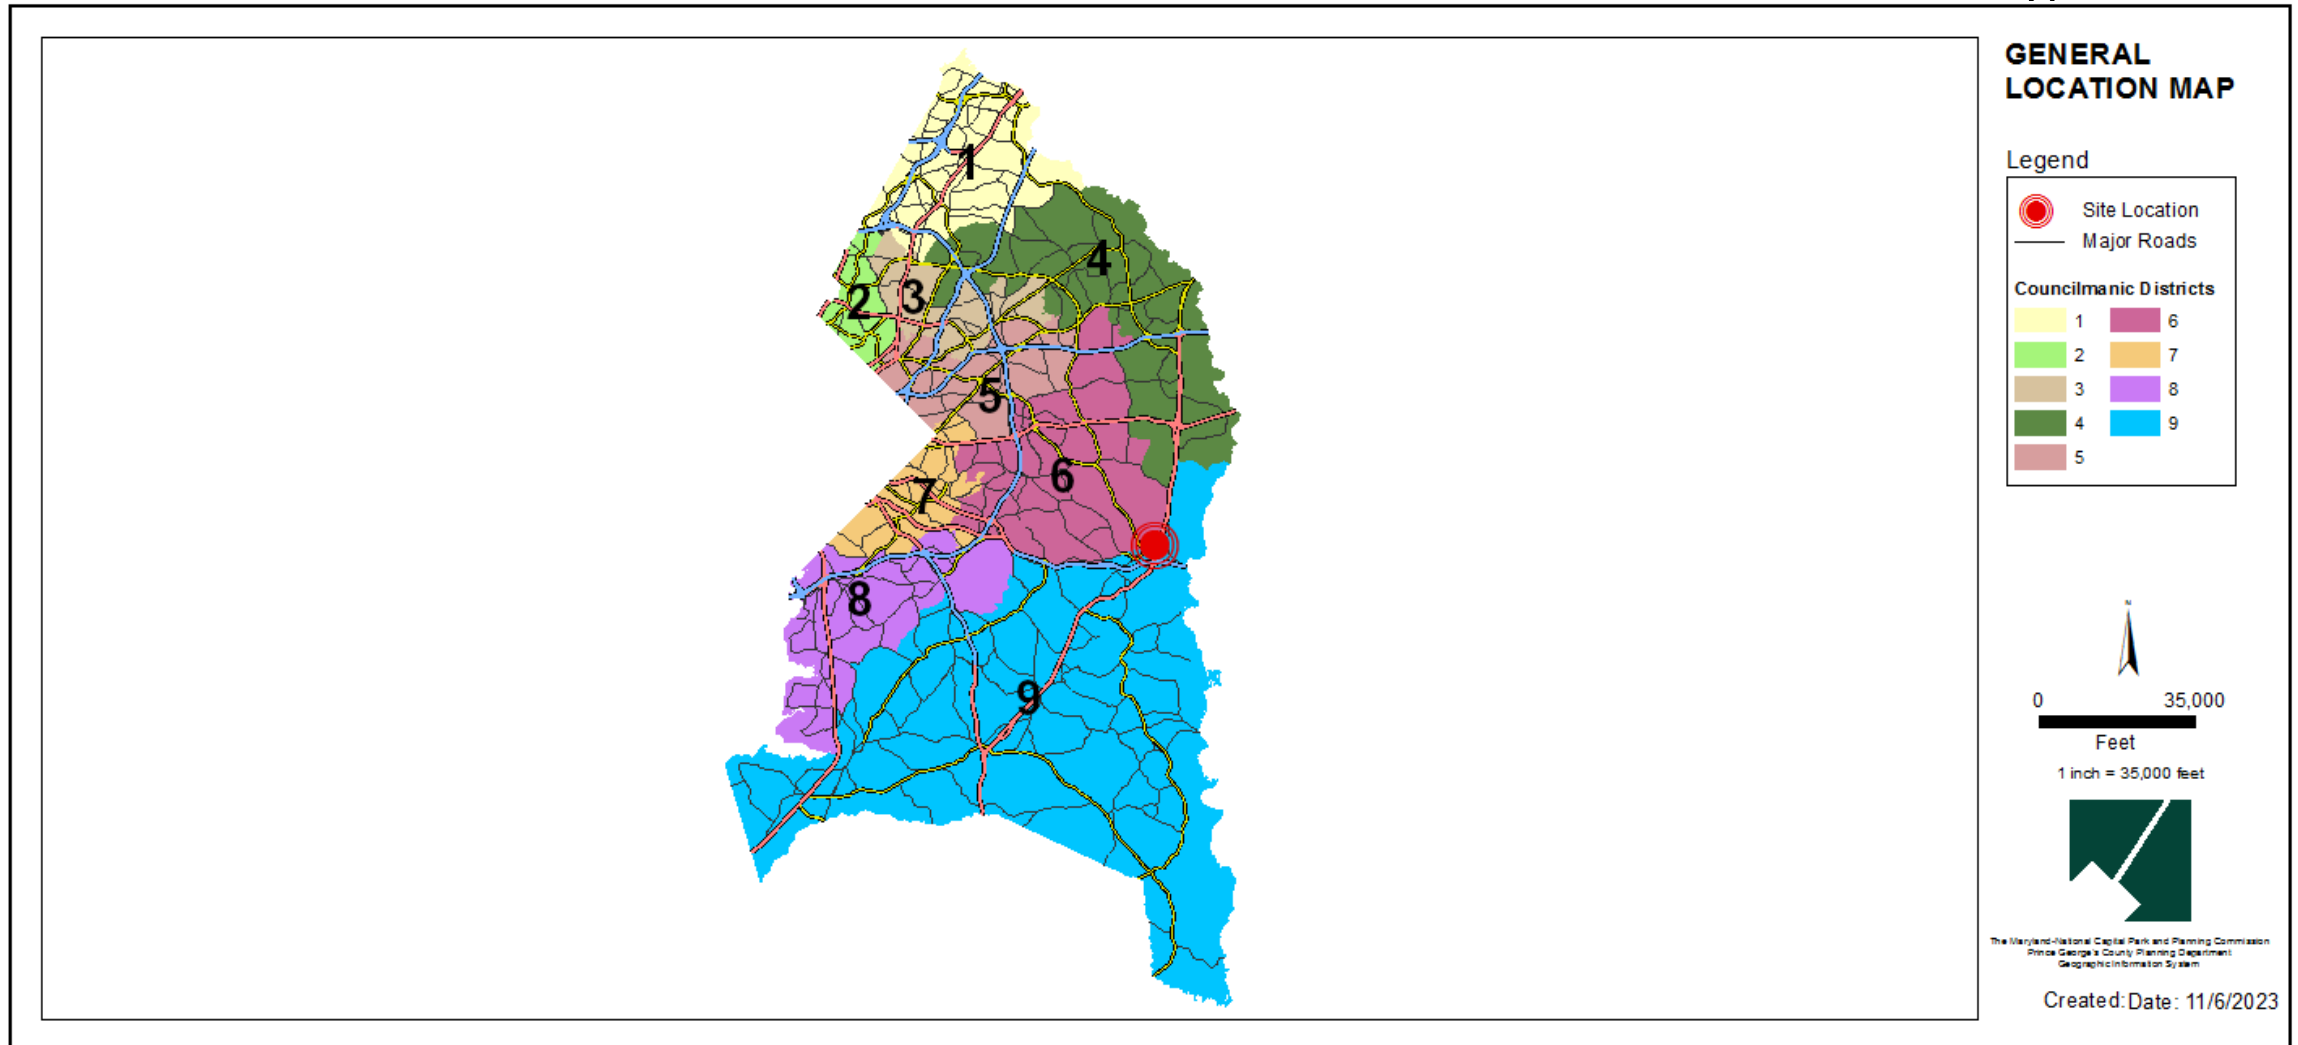 GENERAL
LOCATION MAP
Legend
Site Location
Major Roads
Councilmanic Districts
1 6
2 7
3 8
4 9
5
1
4
2
3
5
6
7
8
9
N
0 35,000
Feet
1 inch = 35,000 feet
The Maryland-National Capital Park and Planning Commission
Prince George's County Planning Department
Geographic Information System
Created: Date: 11/6/2023